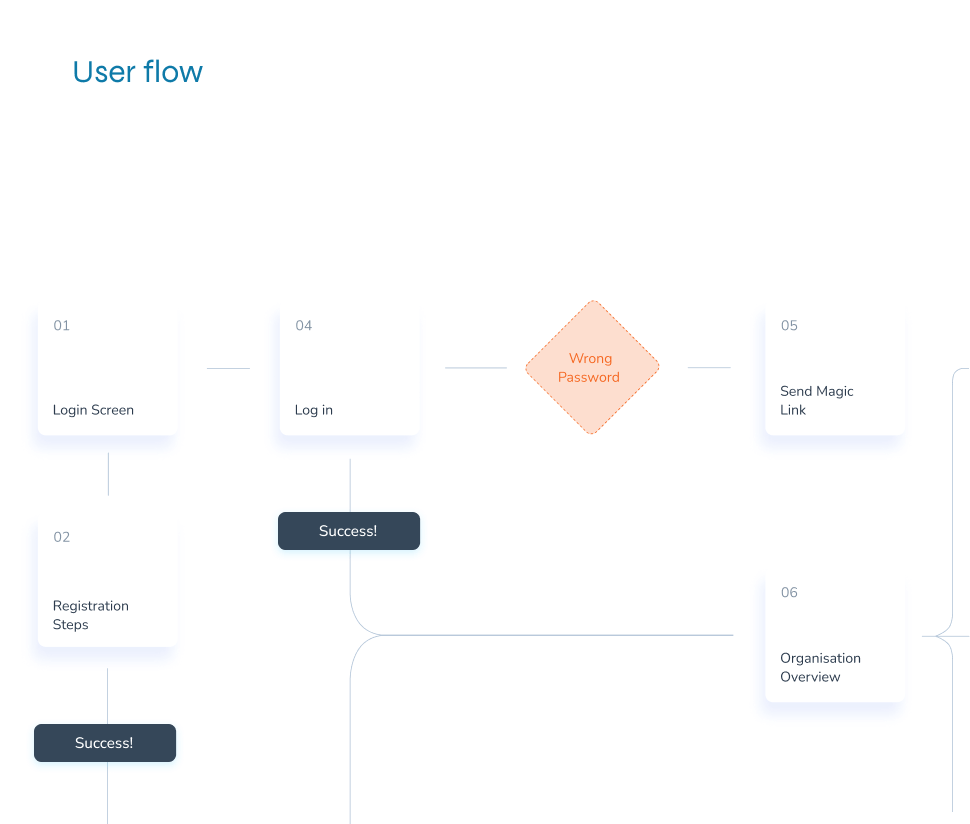 User flow
01
Login Screen
04
Log in
Wrong
Password
05
Send Magic
Link
Success!
02
Registration
Steps
06
Organisation
Overview
Success!